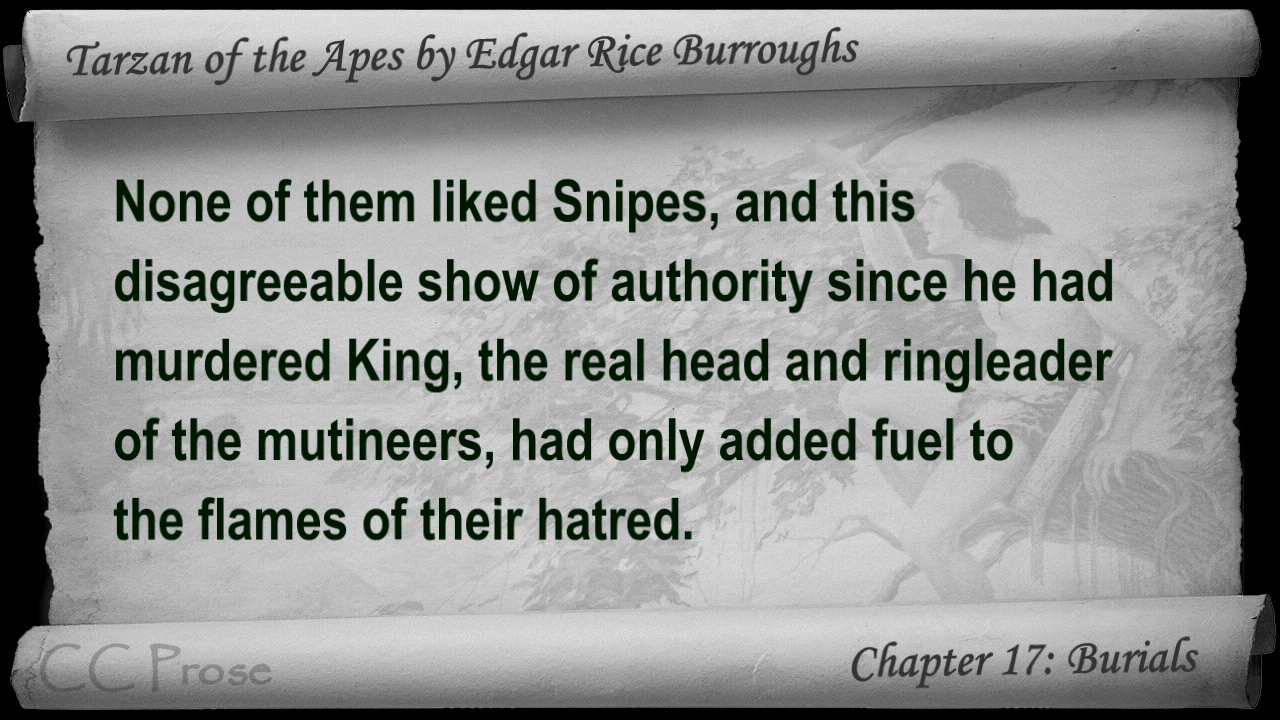 Tarzan of the Apes by Edgar Rice Burroughs
None of them liked Snipes, and this
disagreeable show of authority since he had
murdered King, the real head and ringleader
of the mutineers, had only added fuel to
the flames of their hatred.
CC Prose
Chapter 17: Burials